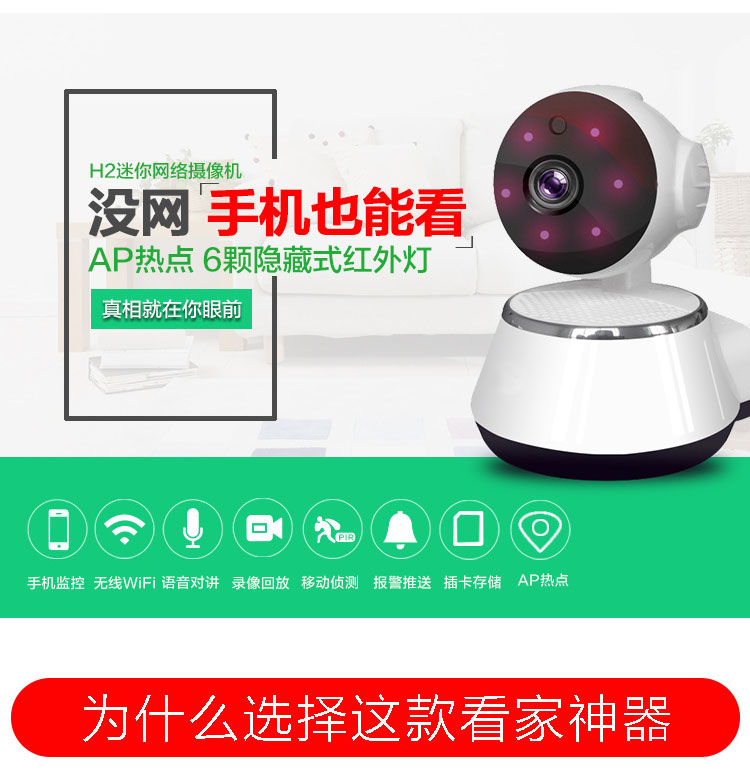 H2迷你网络摄像机
没网「手机也能看」
AP热点 6颗隐藏式红外灯
真相就在你眼前
PIR
手机监控 无线WiFi 语音对讲 录像回放 移动侦测 报警推送 插卡存储 AP热点
为什么选择这款看家神器